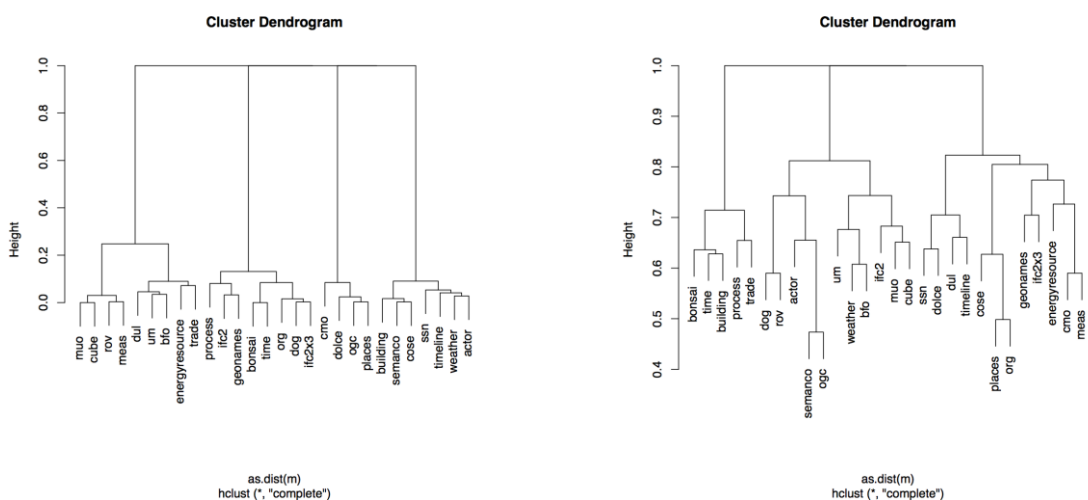 Cluster Dendrogram
Height
1.0
0.8
0.6
0.4
0.2
0.0
muo
cube
rov
meas
dul
um
bfo
energyresource
trade
process
ifc2
geonames
bonsai
time
org
dog
ifc2x3
cmo
dolce
ogc
places
building
semanco
cose
ssn
timeline
weather
actor
as.dist(m)
hclust (*, "complete")
Cluster Dendrogram
Height
1.0
0.9
0.8
0.7
0.6
0.5
0.4
bonsai
time
building
process
trade
dog
rov
actor
semanco
ogc
um
weather
bfo
ifc2
muo
cube
ssn
dolce
dul
timeline
cose
places
org
geonames
ifc2x3
energyresource
cmo
meas
as.dist(m)
hclust (*, "complete")